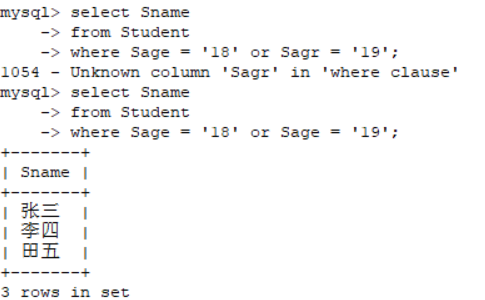 mysql> select Sname
    -> from Student
    -> where Sage = '18' or Sagr = '19';
1054 - Unknown column 'Sagr' in 'where clause'
mysql> select Sname
    -> from Student
    -> where Sage = '18' or Sage = '19';
+-------+
| Sname |
+-------+
| 张三  |
| 李四  |
| 田五  |
+-------+
3 rows in set